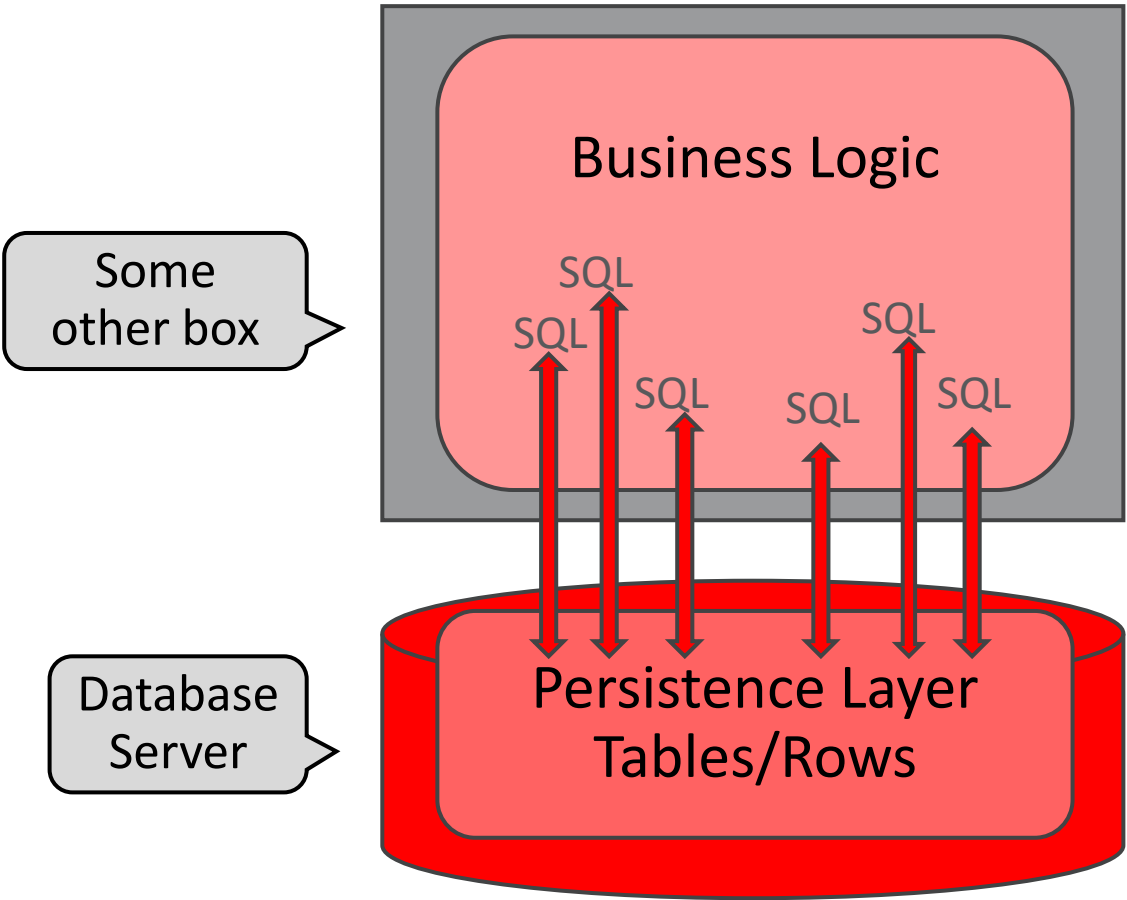 Business Logic
Some
other box
SQL
SQL
SQL
SQL
SQL
SQL
Database
Server
Persistence Layer
Tables/Rows